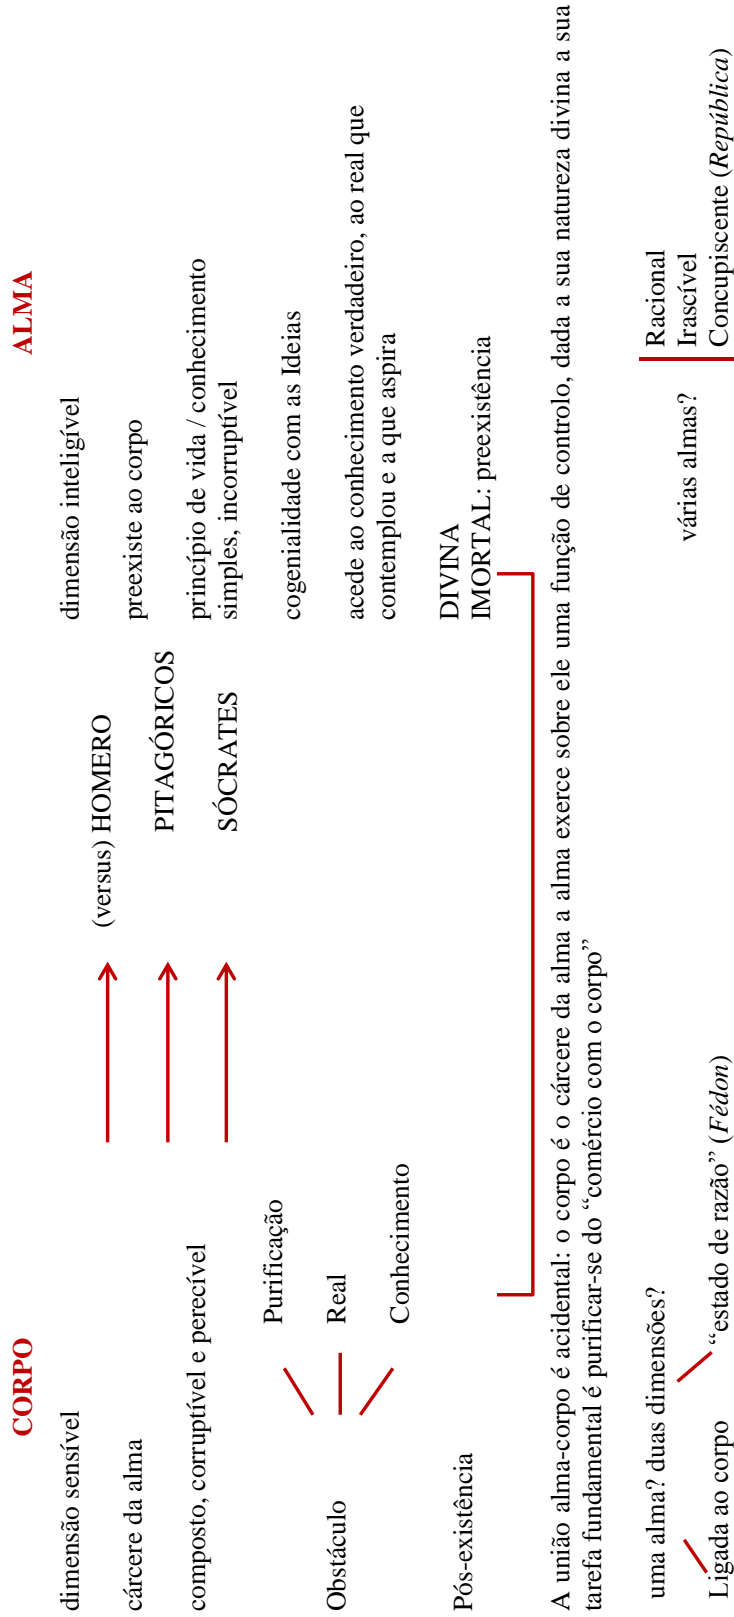 CORPO
ALMA
dimensão sensível
(versus) HOMERO
dimensão inteligível
cárcere da alma
PITAGÓRICOS
preexiste ao corpo
composto, corruptível e perecível
SÓCRATES
princípio de vida / conhecimento
simples, incorruptível
Purificação
cogenialidade com as Ideias
Obstáculo
Real
acede ao conhecimento verdadeiro, ao real que
contemplou e a que aspira
Conhecimento
Pós-existência
DIVINA
IMORTAL: preexistência
A união alma-corpo é acidental: o corpo é o cárcere da alma a alma exerce sobre ele uma função de controlo, dada a sua natureza divina a sua
tarefa fundamental é purificar-se do “comércio com o corpo”
uma alma? duas dimensões?
várias almas?
Racional
Irascível
Concupiscente (República)
Ligada ao corpo
“estado de razão” (Fédon)